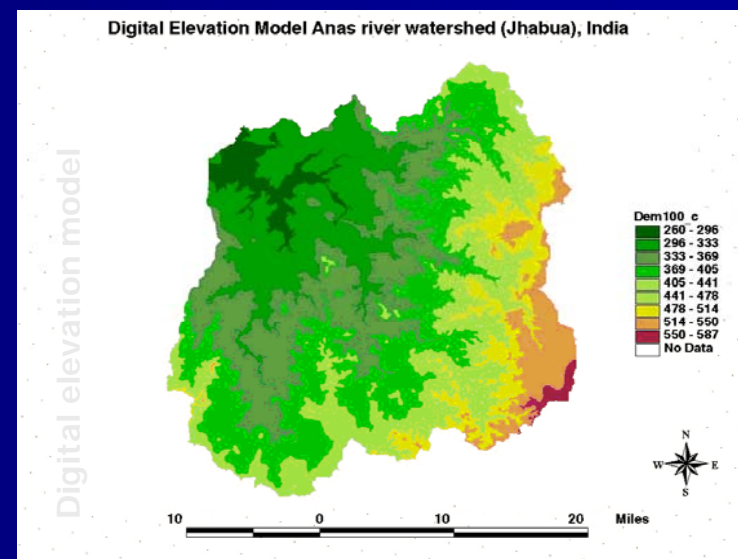 Digital Elevation Model Anas river watershed (Jhabua), India
Digital elevation model
Dem100_c
260 - 296
296 - 333
333 - 369
369 - 405
405 - 441
441 - 478
478 - 514
514 - 550
550 - 587
No Data
N
W E
S
10 0 10 20 Miles